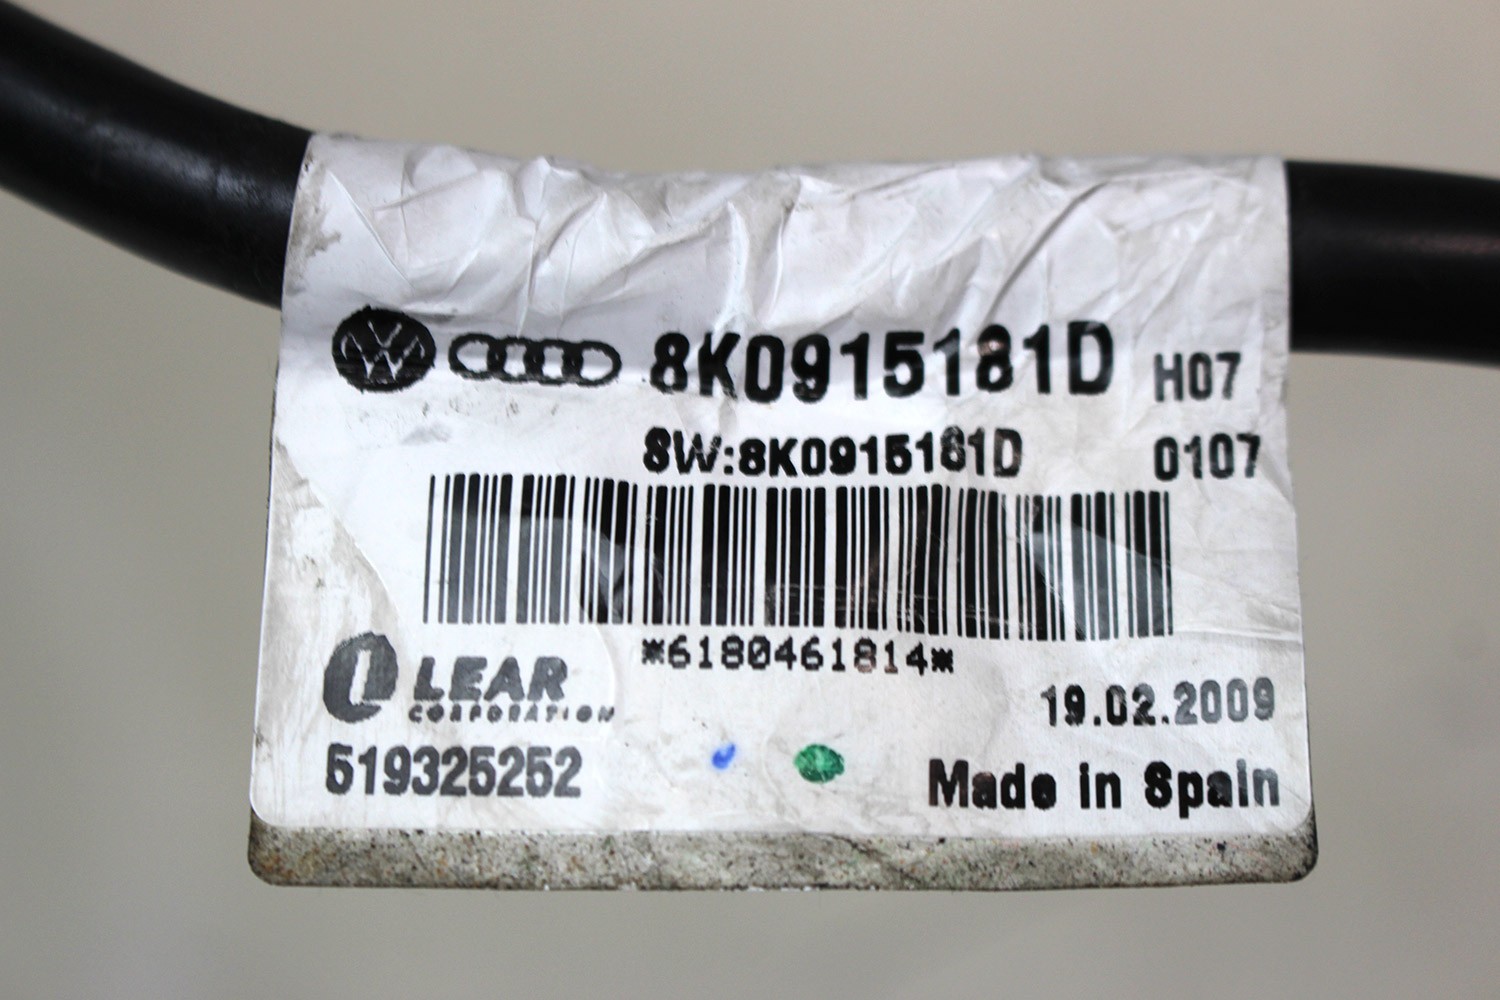 8K0915181D H07
SW:8K0915181D 0107
*6180461814*
LEAR
CORPORATION
19.02.2009
519325252
Made in Spain